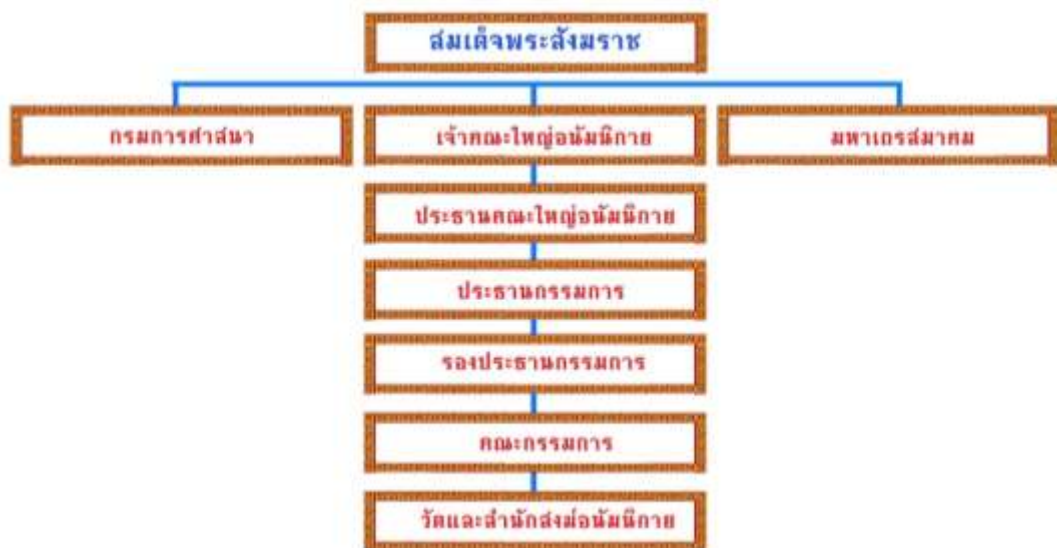 สมเด็จพระสังฆราช
กรมการศาสนา
เจ้าคณะใหญ่อนัมนิกาย
มหาเถรสมาคม
ประธานคณะใหญ่อนัมนิกาย
ประธานกรรมการ
รองประธานกรรมการ
คณะกรรมการ
วัดและสำนักสงฆ์อนัมนิกาย